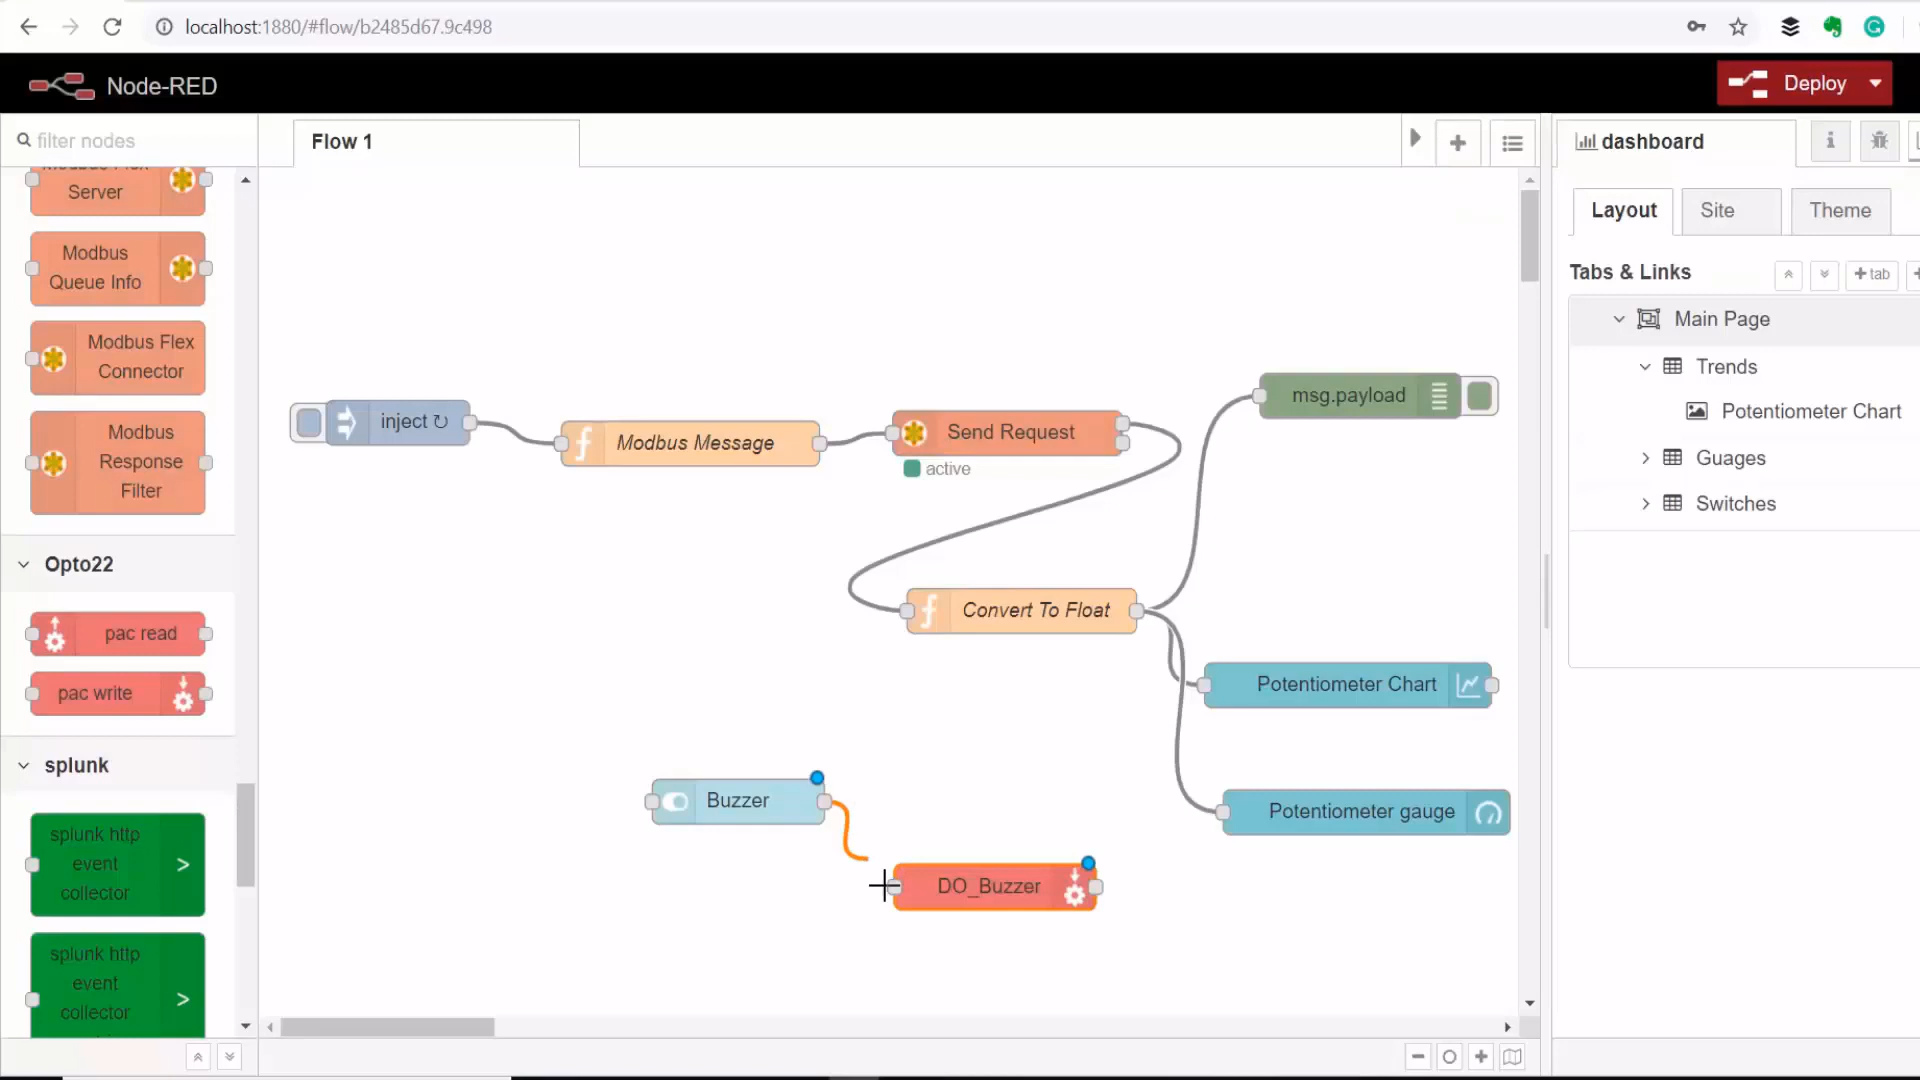 localhost:1880/#flow/b2485d67.9c498
Node-RED
Deploy
filter nodes
Modbus Flex
Server
Modbus
Queue Info
Modbus Flex
Connector
Modbus
Response
Filter
Opto22
pac read
pac write
splunk
splunk http
event
collector
splunk http
event
collector
Flow 1
inject ↻
Modbus Message
Send Request
active
msg.payload
Convert To Float
Potentiometer Chart
Buzzer
Potentiometer gauge
DO_Buzzer
dashboard
Layout
Site
Theme
Tabs & Links
+ tab
Main Page
Trends
Potentiometer Chart
Guages
Switches